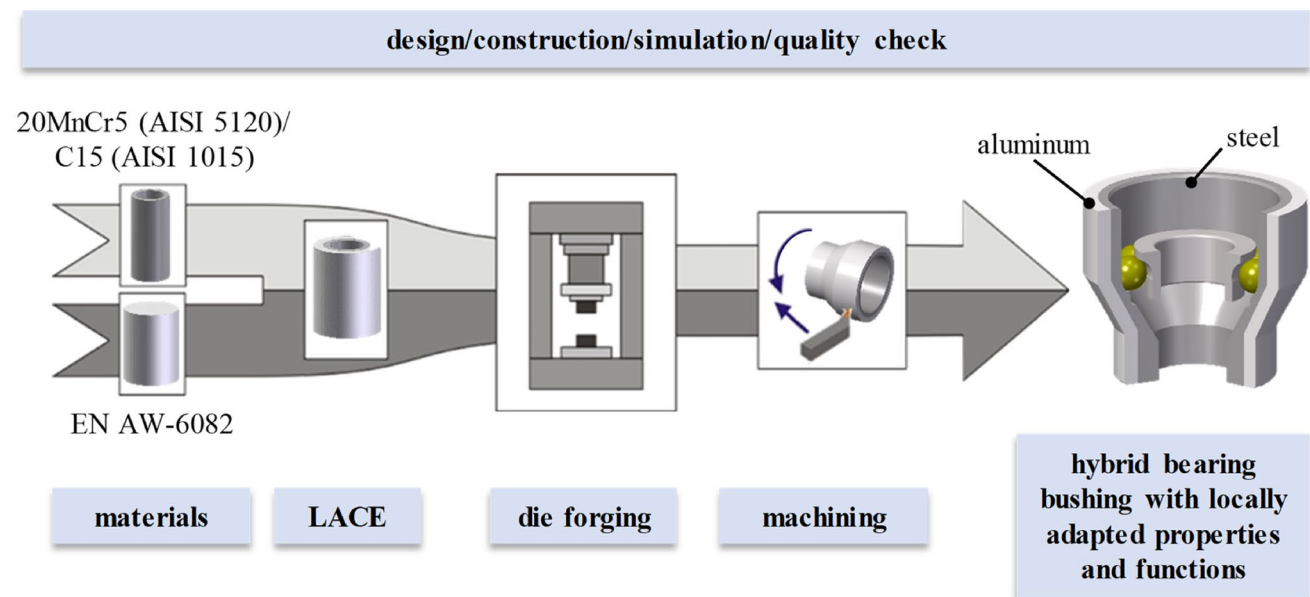 design/construction/simulation/quality check
20MnCr5 (AISI 5120)/
C15 (AISI 1015)
aluminum
steel
EN AW-6082
materials
LACE
die forging
machining
hybrid bearing
bushing with locally
adapted properties
and functions